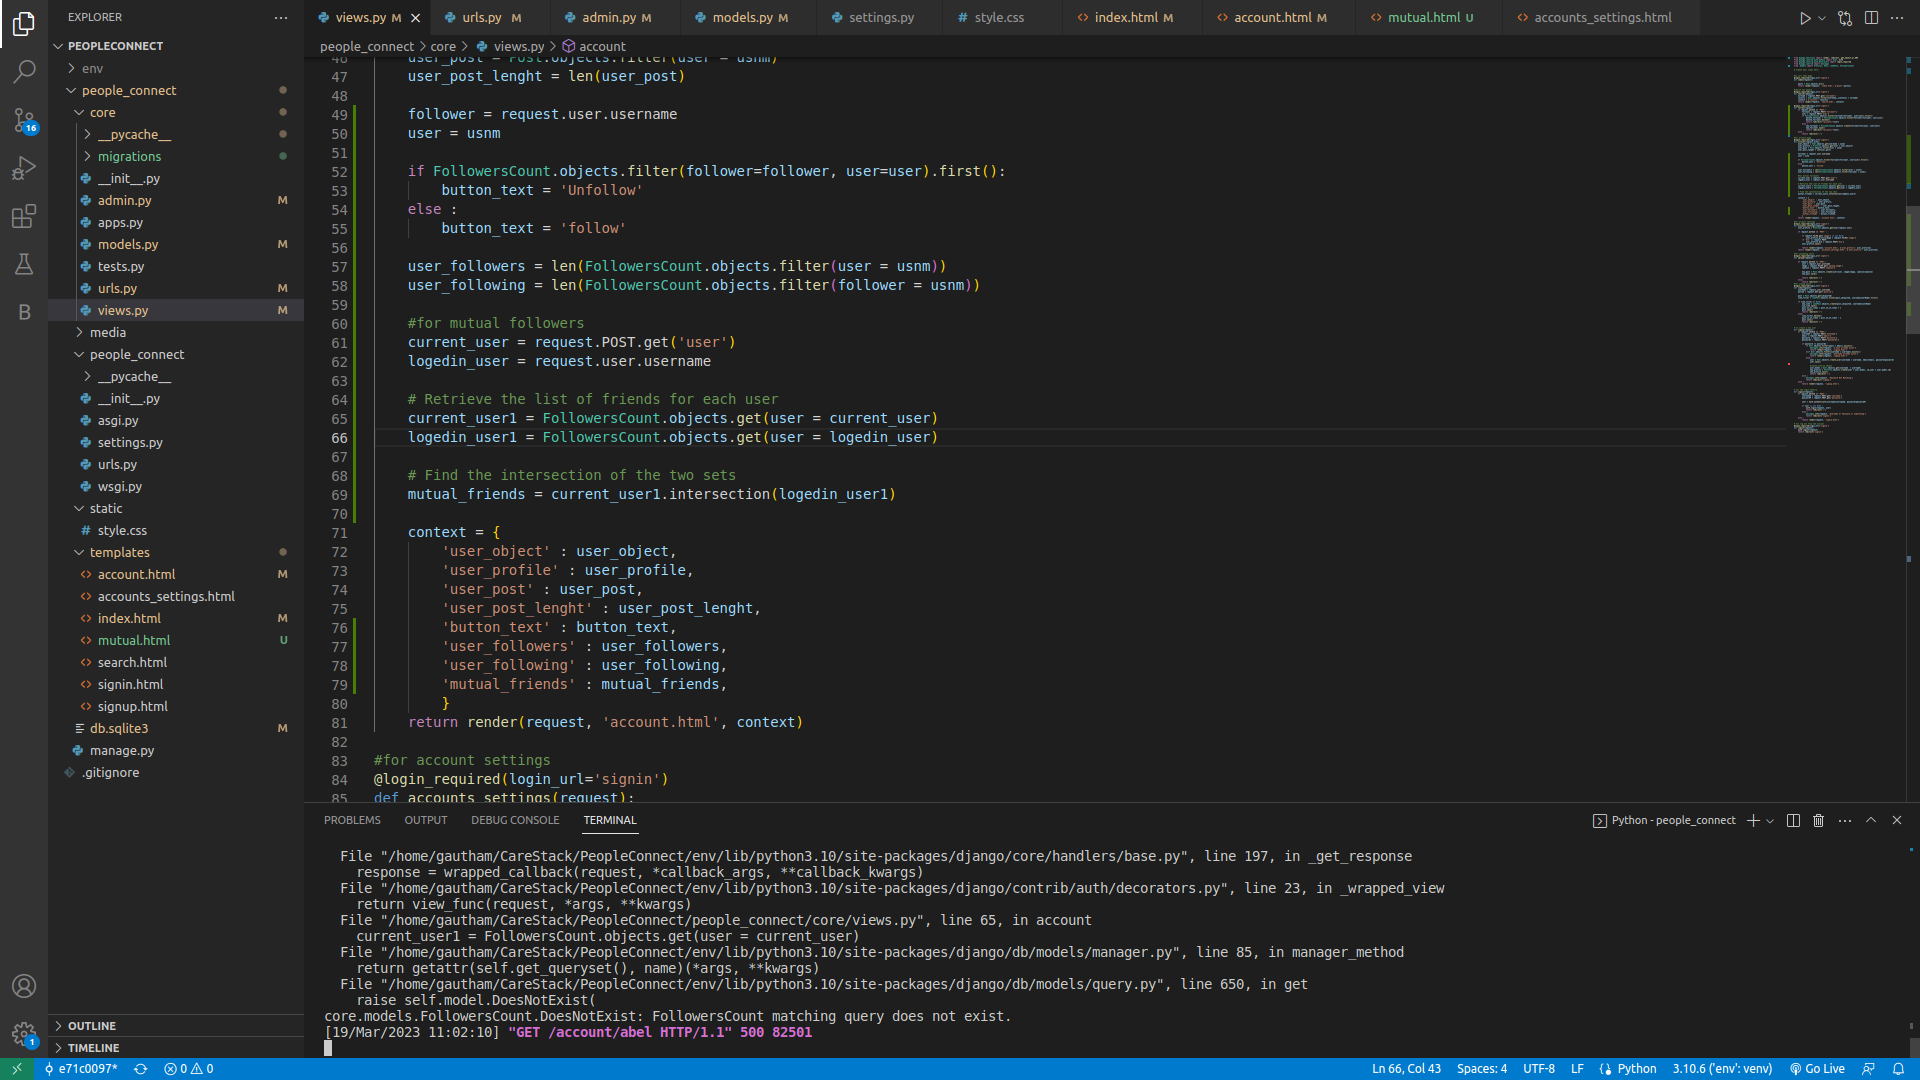 EXPLORER
PEOPLECONNECT
env
people_connect
core
__pycache__
migrations
__init__.py
admin.py M
apps.py
models.py M
tests.py
urls.py M
views.py M
media
people_connect
__pycache__
__init__.py
asgi.py
settings.py
urls.py
wsgi.py
static
style.css
templates
account.html M
accounts_settings.html
index.html M
mutual.html U
search.html
signin.html
signup.html
db.sqlite3 M
manage.py
.gitignore
OUTLINE
TIMELINE
16
B
1
views.py M urls.py M admin.py M models.py M settings.py # style.css index.html M account.html M mutual.html U accounts_settings.html
people_connect > core > views.py > account
46 user_post = Post.objects.filter(user = usnm)
47 user_post_lenght = len(user_post)
48
49 follower = request.user.username
50 user = usnm
51
52 if FollowersCount.objects.filter(follower=follower, user=user).first():
53 button_text = 'Unfollow'
54 else :
55 button_text = 'follow'
56
57 user_followers = len(FollowersCount.objects.filter(user = usnm))
58 user_following = len(FollowersCount.objects.filter(follower = usnm))
59
60 #for mutual followers
61 current_user = request.POST.get('user')
62 logedin_user = request.user.username
63
64 # Retrieve the list of friends for each user
65 current_user1 = FollowersCount.objects.get(user = current_user)
66 logedin_user1 = FollowersCount.objects.get(user = logedin_user)
67
68 # Find the intersection of the two sets
69 mutual_friends = current_user1.intersection(logedin_user1)
70
71 context = {
72 'user_object' : user_object,
73 'user_profile' : user_profile,
74 'user_post' : user_post,
75 'user_post_lenght' : user_post_lenght,
76 'button_text' : button_text,
77 'user_followers' : user_followers,
78 'user_following' : user_following,
79 'mutual_friends' : mutual_friends,
80 }
81 return render(request, 'account.html', context)
82
83 #for account settings
84 @login_required(login_url='signin')
85 def accounts_settings(request):
PROBLEMS OUTPUT DEBUG CONSOLE TERMINAL Python - people_connect
File "/home/gautham/CareStack/PeopleConnect/env/lib/python3.10/site-packages/django/core/handlers/base.py", line 197, in _get_response
response = wrapped_callback(request, *callback_args, **callback_kwargs)
File "/home/gautham/CareStack/PeopleConnect/env/lib/python3.10/site-packages/django/contrib/auth/decorators.py", line 23, in _wrapped_view
return view_func(request, *args, **kwargs)
File "/home/gautham/CareStack/PeopleConnect/people_connect/core/views.py", line 65, in account
current_user1 = FollowersCount.objects.get(user = current_user)
File "/home/gautham/CareStack/PeopleConnect/env/lib/python3.10/site-packages/django/db/models/manager.py", line 85, in manager_method
return getattr(self.get_queryset(), name)(*args, **kwargs)
File "/home/gautham/CareStack/PeopleConnect/env/lib/python3.10/site-packages/django/db/models/query.py", line 650, in get
raise self.model.DoesNotExist(
core.models.FollowersCount.DoesNotExist: FollowersCount matching query does not exist.
[19/Mar/2023 11:02:10] "GET /account/abel HTTP/1.1" 500 82501
e71c0097* 0 0 Ln 66, Col 43 Spaces: 4 UTF-8 LF Python 3.10.6 ('env': venv) Go Live